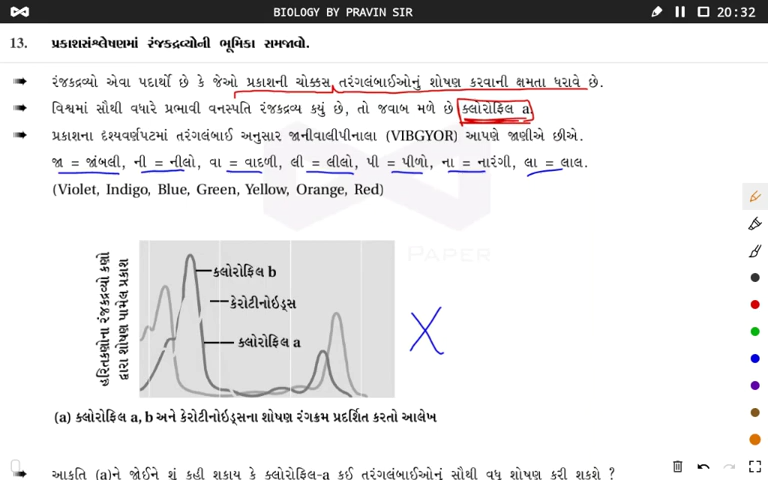 BIOLOGY BY PRAVIN SIR
20:32
13. પ્રકાશસંશ્લેષણમાં રંજકદ્રવ્યોની ભૂમિકા સમજાવો.
રંજકદ્રવ્યો એવા પદાર્થો છે કે જેઓ પ્રકાશની ચોક્કસ તરંગલંબાઈઓનું શોષણ કરવાની ક્ષમતા ધરાવે છે.
વિશ્વમાં સૌથી વધારે પ્રભાવી વનસ્પતિ રંજકદ્રવ્ય કયું છે, તો જવાબ મળે છે ક્લોરોફિલ a
પ્રકાશના દશ્યવર્ણપટમાં તરંગલંબાઈ અનુસાર જાનીવાલીપીનાલા (VIBGYOR) આપણે જાણીએ છીએ.
જા = જાંબલી, ની = નીલો, વા = વાદળી, લી = લીલો, પી = પીળો, ના = નારંગી, લા = લાલ.
(Violet, Indigo, Blue, Green, Yellow, Orange, Red)
PAPER
હરિતકણોના રંજકદ્રવ્યો કણો
દ્વારા શોષણ પામેલ પ્રકાશ
ક્લોરોફિલ b
કેરોટીનોઇડ્સ
ક્લોરોફિલ a
(a) ક્લોરોફિલ a, b અને કેરોટીનોઇડ્સના શોષણ રંગક્રમ પ્રદર્શિત કરતો આલેખ
આકૃતિ (a)ને જોઈને શું કહી શકાય કે ક્લોરોફિલ-a કઈ તરંગલંબાઈઓનું સૌથી વધુ શોષણ કરી શકશે ?